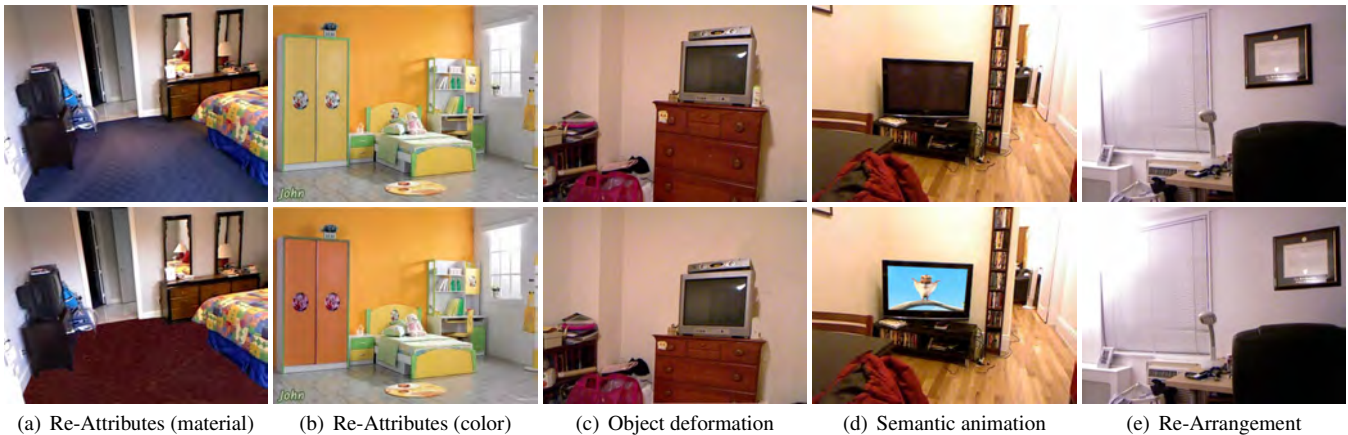 John
John
(a) Re-Attributes (material)
(b) Re-Attributes (color)
(c) Object deformation
(d) Semantic animation
(e) Re-Arrangement